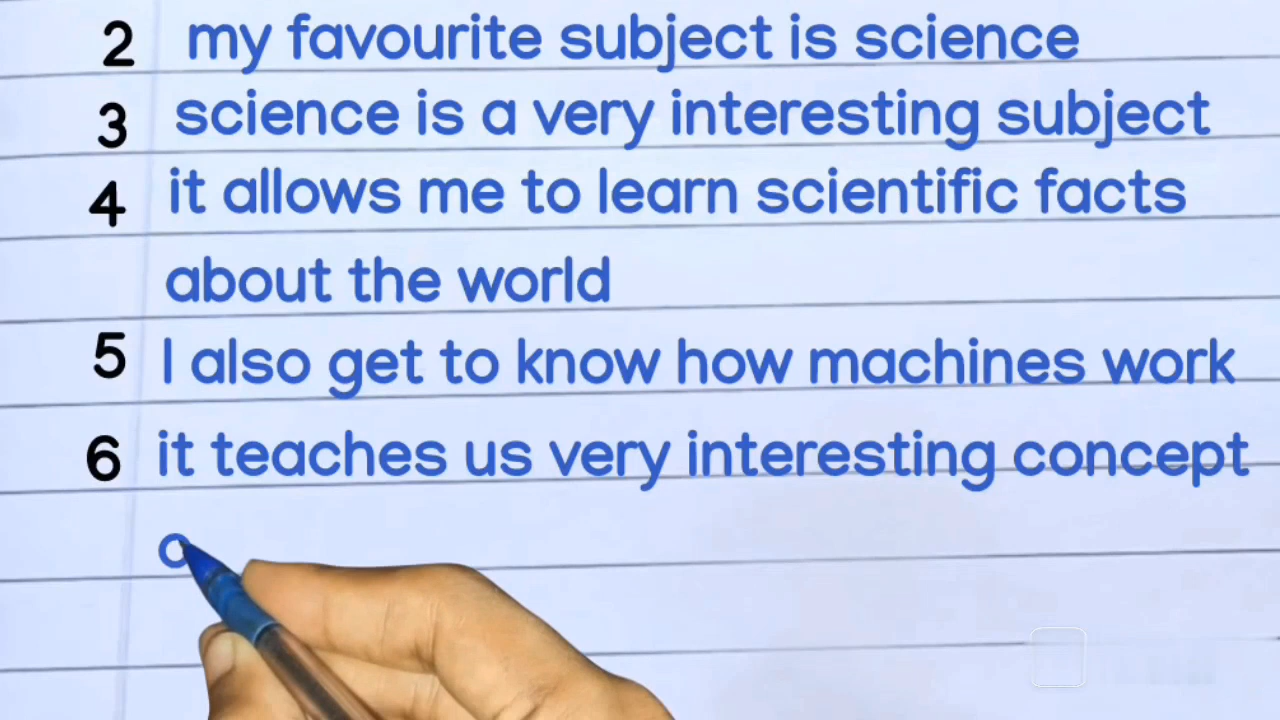 2 my favourite subject is science
3 science is a very interesting subject
4 it allows me to learn scientific facts
about the world
5 I also get to know how machines work
6 it teaches us very interesting concept
o